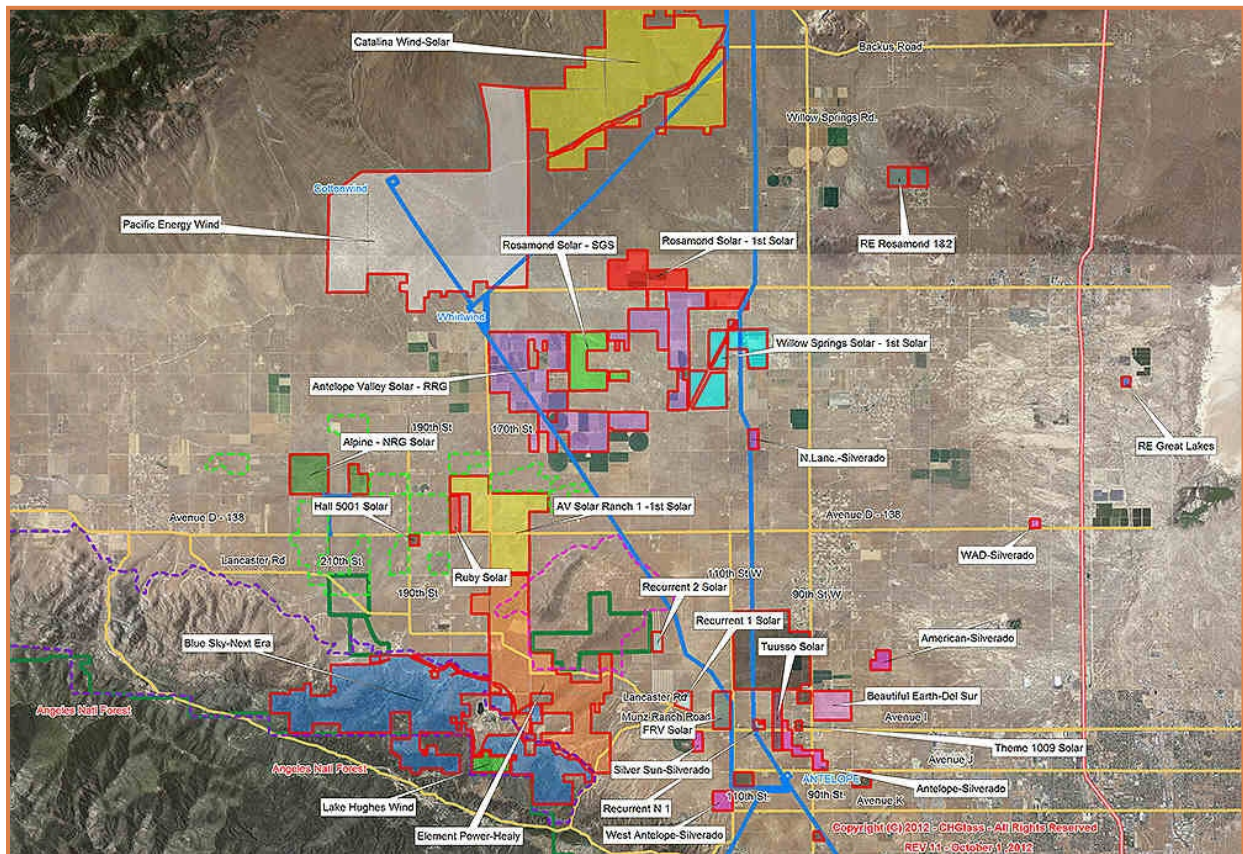 Catalina Wind-Solar
Backus Road
Willow Springs Rd.
Cottonwind
RE Rosamond 1&2
Pacific Energy Wind
Rosamond Solar - SGS
Rosamond Solar - 1st Solar
Whirlwind
Willow Springs Solar - 1st Solar
Antelope Valley Solar - RRG
190th St
170th St
Alpine - NRG Solar
N.Lanc.-Silverado
RE Great Lakes
Hall 5001 Solar
AV Solar Ranch 1 -1st Solar
Avenue D - 138
Avenue D - 138
WAD-Silverado
Lancaster Rd
210th St
Ruby Solar
190th St
110th St W
Recurrent 2 Solar
90th St W
Recurrent 1 Solar
American-Silverado
Tuusso Solar
Blue Sky-Next Era
Lancaster Rd
Beautiful Earth-Del Sur
Angeles Natl Forest
Munz Ranch Road
Avenue I
FRV Solar
Theme 1009 Solar
Avenue J
Angeles Natl Forest
Silver Sun-Silverado
ANTELOPE
Antelope-Silverado
Lake Hughes Wind
Recurrent N 1
110th St.
90th St.
Avenue K
Element Power-Healy
West Antelope-Silverado
Copyright (C) 2012 - CHGlass - All Rights Reserved
REV 11 - October 1 2012